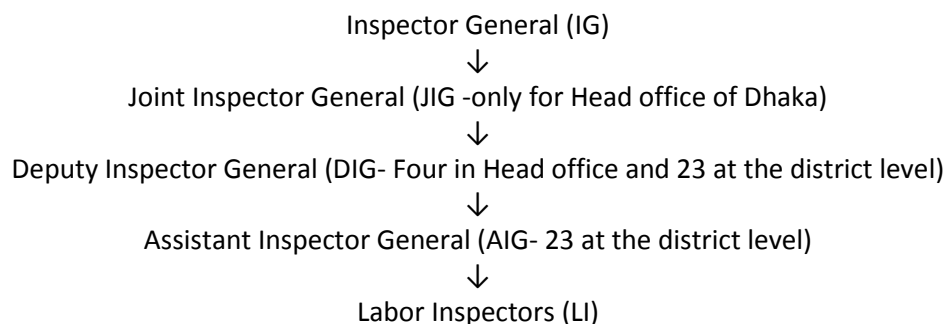 Inspector General (IG)
↓
Joint Inspector General (JIG -only for Head office of Dhaka)
↓
Deputy Inspector General (DIG- Four in Head office and 23 at the district level)
↓
Assistant Inspector General (AIG- 23 at the district level)
↓
Labor Inspectors (LI)